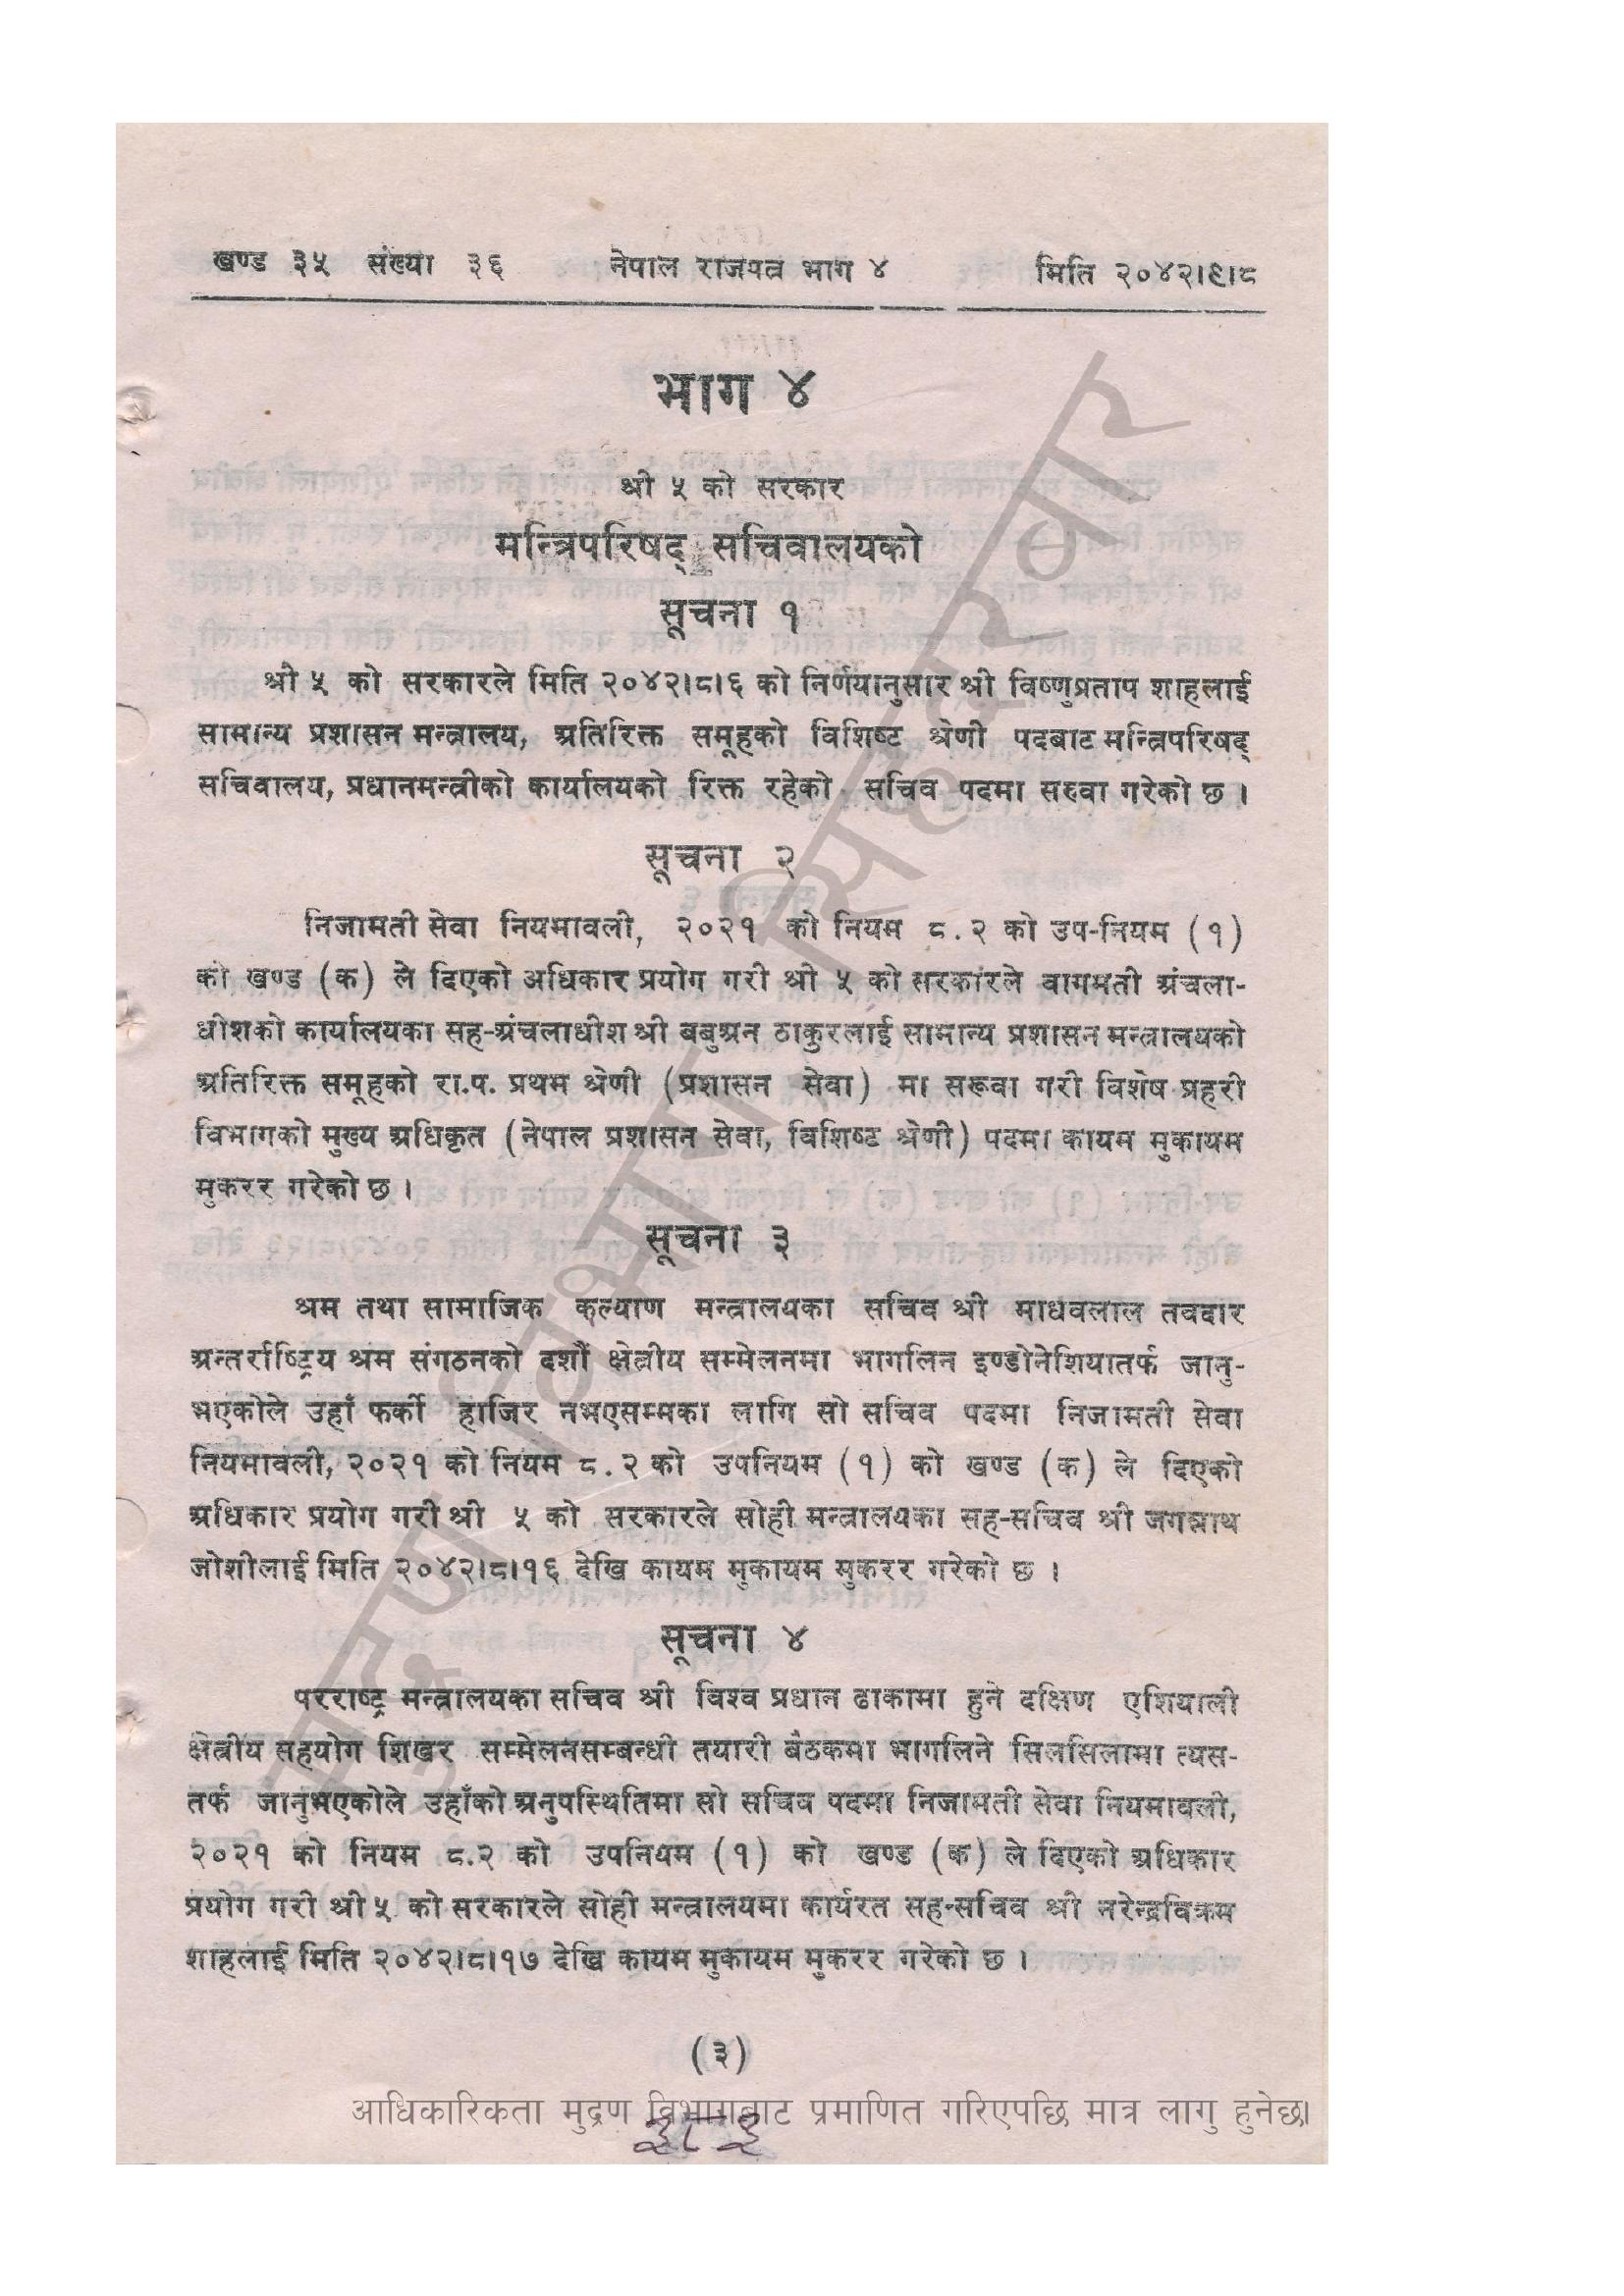 खण्ड ३५ संख्या ३६ नेपाल राजपत्र भाग ४ मिति २०४२।९।८
भाग ४
श्री ५ को सरकार
मन्त्रिपरिषद् सचिवालयको
सूचना १
श्री ५ को सरकारले मिति २०४२।८।६ को निर्णयानुसार श्री विष्णुप्रताप शाहलाई
सामान्य प्रशासन मन्त्रालय, अतिरिक्त समूहको विशिष्ट श्रेणी पदबाट मन्त्रिपरिषद्
सचिवालय, प्रधानमन्त्रीको कार्यालयको रिक्त रहेको सचिव पदमा सरुवा गरेको छ ।
सूचना २
निजामती सेवा नियमावली, २०२१ को नियम ८.२ को उप-नियम (१)
को खण्ड (क) ले दिएको अधिकार प्रयोग गरी श्री ५ को सरकारले वागमती अंचला-
धीशको कार्यालयका सह-अंचलाधीश श्री बबुअन ठाकुरलाई सामान्य प्रशासन मन्त्रालयको
अतिरिक्त समूहको रा.प. प्रथम श्रेणी (प्रशासन सेवा) मा सरूवा गरी विशेष प्रहरी
विभागको मुख्य अधिकृत (नेपाल प्रशासन सेवा, विशिष्ट श्रेणी) पदमा कायम मुकायम
मुकरर गरेको छ ।
सूचना ३
श्रम तथा सामाजिक कल्याण मन्त्रालयका सचिव श्री माधवलाल तवदार
अन्तर्राष्ट्रिय श्रम संगठनको दशौं क्षेत्रीय सम्मेलनमा भागलिन इण्डोनेशियातर्फ जानु-
भएकोले उहाँ फर्की हाजिर नभएसम्मका लागि सो सचिव पदमा निजामती सेवा
नियमावली, २०२१ को नियम ८.२ को उपनियम (१) को खण्ड (क) ले दिएको
अधिकार प्रयोग गरी श्री ५ को सरकारले सोही मन्त्रालयका सह-सचिव श्री जगन्नाथ
जोशीलाई मिति २०४२।८।१६ देखि कायम मुकायम मुकरर गरेको छ ।
सूचना ४
परराष्ट्र मन्त्रालयका सचिव श्री विश्व प्रधान ढाकामा हुने दक्षिण एशियाली
क्षेत्रीय सहयोग शिखर सम्मेलनसम्बन्धी तयारी बैठकमा भागलिने सिलसिलामा त्यस-
तर्फ जानुभएकोले उहाँको अनुपस्थितिमा सो सचिव पदमा निजामती सेवा नियमावली,
२०२१ को नियम ८.२ को उपनियम (१) को खण्ड (क) ले दिएको अधिकार
प्रयोग गरी श्री ५ को सरकारले सोही मन्त्रालयमा कार्यरत सह-सचिव श्री नरेन्द्रविक्रम
शाहलाई मिति २०४२।८।१७ देखि कायम मुकायम मुकरर गरेको छ ।
(३)
आधिकारिकता मुद्रण विभागबाट प्रमाणित गरिएपछि मात्र लागु हुनेछ।
३८३
मुद्रण विभाग, सिंहदरबार